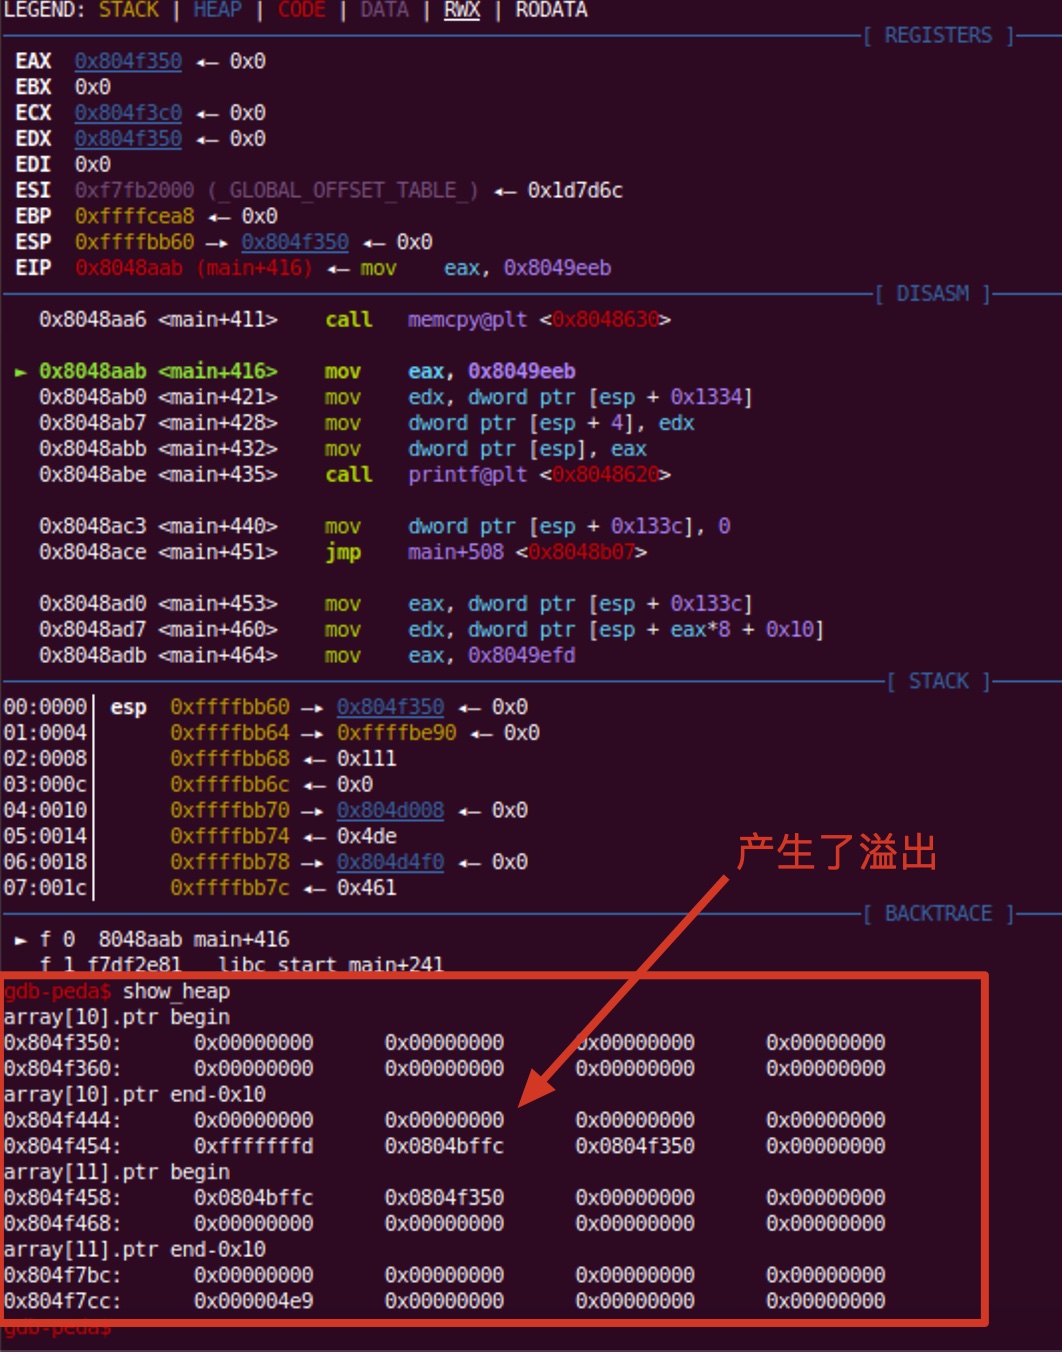 LEGEND: STACK | HEAP | CODE | DATA | RWX | RODATA
[ REGISTERS ]
EAX 0x804f350 ◂— 0x0
EBX 0x0
ECX 0x804f3c0 ◂— 0x0
EDX 0x804f350 ◂— 0x0
EDI 0x0
ESI 0xf7fb2000 (_GLOBAL_OFFSET_TABLE_) ◂— 0x1d7d6c
EBP 0xffffcea8 ◂— 0x0
ESP 0xffffbb60 —▸ 0x804f350 ◂— 0x0
EIP 0x8048aab (main+416) ◂— mov eax, 0x8049eeb
[ DISASM ]
0x8048aa6 <main+411> call memcpy@plt <0x8048630>
► 0x8048aab <main+416> mov eax, 0x8049eeb
0x8048ab0 <main+421> mov edx, dword ptr [esp + 0x1334]
0x8048ab7 <main+428> mov dword ptr [esp + 4], edx
0x8048abb <main+432> mov dword ptr [esp], eax
0x8048abe <main+435> call printf@plt <0x8048620>
0x8048ac3 <main+440> mov dword ptr [esp + 0x133c], 0
0x8048ace <main+451> jmp main+508 <0x8048b07>
0x8048ad0 <main+453> mov eax, dword ptr [esp + 0x133c]
0x8048ad7 <main+460> mov edx, dword ptr [esp + eax*8 + 0x10]
0x8048adb <main+464> mov eax, 0x8049efd
[ STACK ]
00:0000│ esp 0xffffbb60 —▸ 0x804f350 ◂— 0x0
01:0004│ 0xffffbb64 —▸ 0xffffbe90 ◂— 0x0
02:0008│ 0xffffbb68 ◂— 0x111
03:000c│ 0xffffbb6c ◂— 0x0
04:0010│ 0xffffbb70 —▸ 0x804d008 ◂— 0x0
05:0014│ 0xffffbb74 ◂— 0x4de
06:0018│ 0xffffbb78 —▸ 0x804d4f0 ◂— 0x0
07:001c│ 0xffffbb7c ◂— 0x461
产生了溢出
[ BACKTRACE ]
► f 0 8048aab main+416
f 1 f7df2e81 __libc_start_main+241
gdb-peda$ show_heap
array[10].ptr begin
0x804f350: 0x00000000 0x00000000 0x00000000 0x00000000
0x804f360: 0x00000000 0x00000000 0x00000000 0x00000000
array[10].ptr end-0x10
0x804f444: 0x00000000 0x00000000 0x00000000 0x00000000
0x804f454: 0xfffffffd 0x0804bffc 0x0804f350 0x00000000
array[11].ptr begin
0x804f458: 0x0804bffc 0x0804f350 0x00000000 0x00000000
0x804f468: 0x00000000 0x00000000 0x00000000 0x00000000
array[11].ptr end-0x10
0x804f7bc: 0x00000000 0x00000000 0x00000000 0x00000000
0x804f7cc: 0x000004e9 0x00000000 0x00000000 0x00000000
gdb-peda$